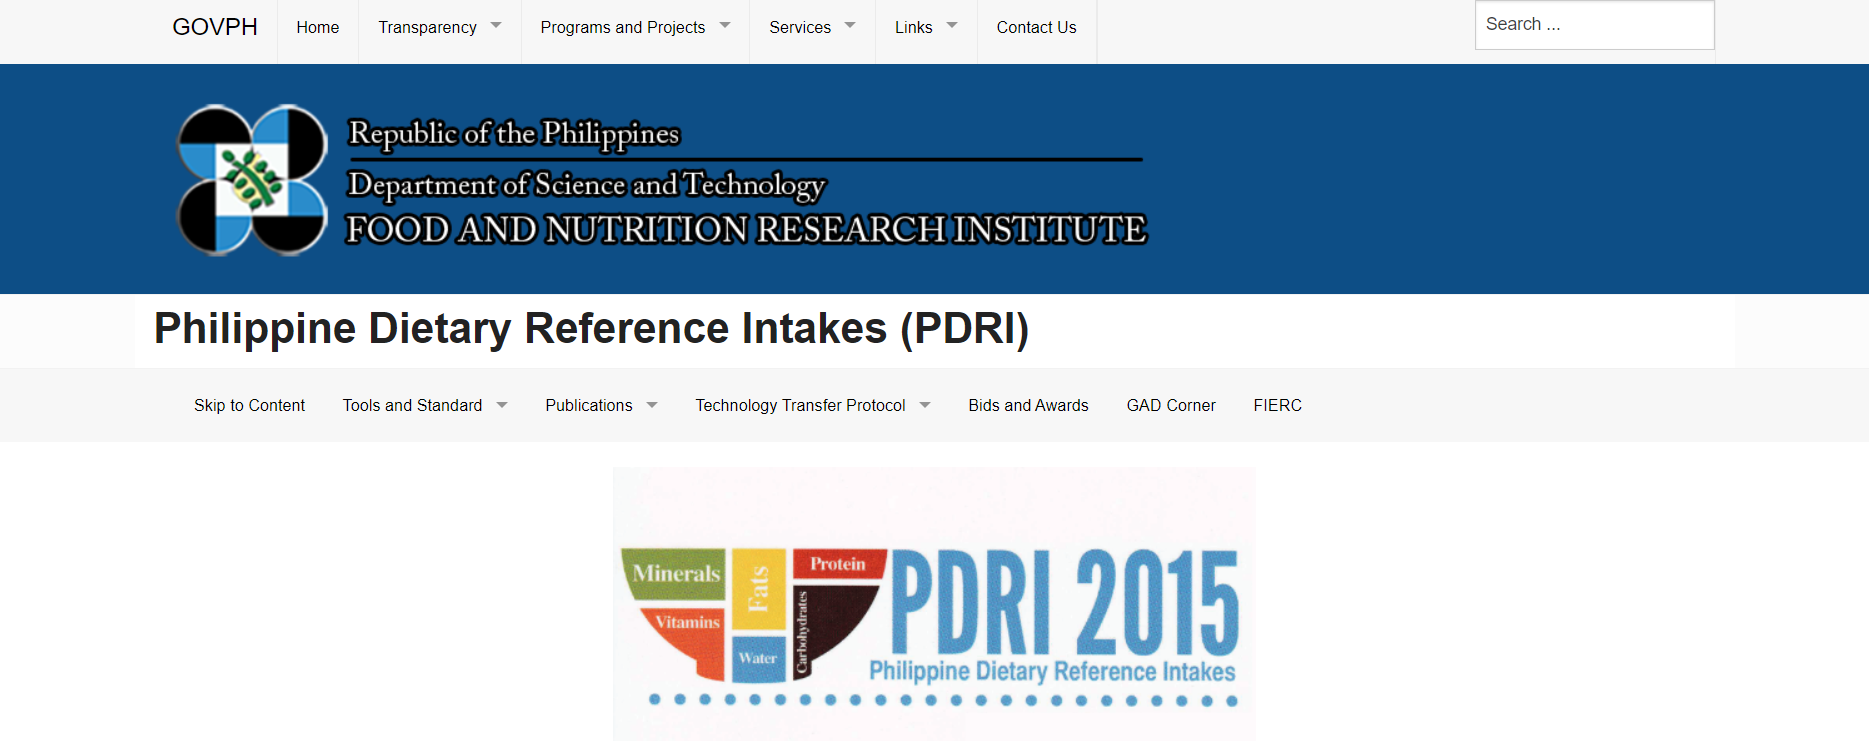 GOVPH Home Transparency Programs and Projects Services Links Contact Us Search ...
Republic of the Philippines
Department of Science and Technology
FOOD AND NUTRITION RESEARCH INSTITUTE
Philippine Dietary Reference Intakes (PDRI)
Skip to Content Tools and Standard Publications Technology Transfer Protocol Bids and Awards GAD Corner FIERC
Minerals
Vitamins
Fats
Water
Protein
Carbohydrates
PDRI 2015
Philippine Dietary Reference Intakes